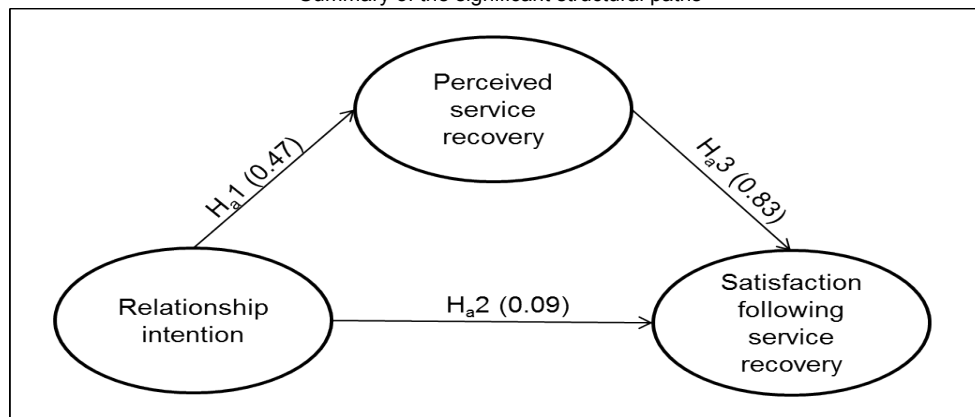 Summary of the significant structural paths
Perceived
service
recovery
Hₐ1 (0.47)
Hₐ3 (0.83)
Relationship
intention
Hₐ2 (0.09)
Satisfaction
following
service
recovery